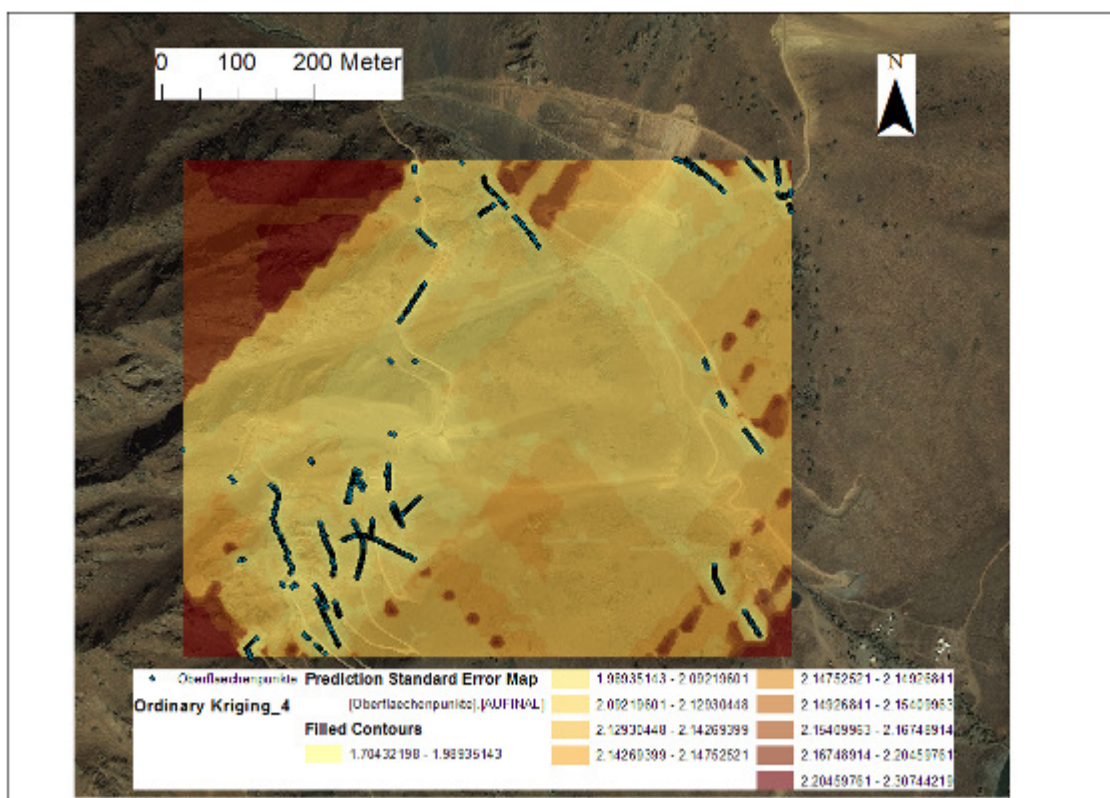 0 100 200 Meter
N
Oberflaechenpunkte
Ordinary Kriging_4
Prediction Standard Error Map
[Oberflaechenpunkte].[AUFINAL]
Filled Contours
1.70432198 - 1.98935143
1.98935143 - 2.09219601
2.09219601 - 2.12930448
2.12930448 - 2.14269399
2.14269399 - 2.14752521
2.14752521 - 2.14926841
2.14926841 - 2.15409963
2.15409963 - 2.16748914
2.16748914 - 2.20459761
2.20459761 - 2.30744219